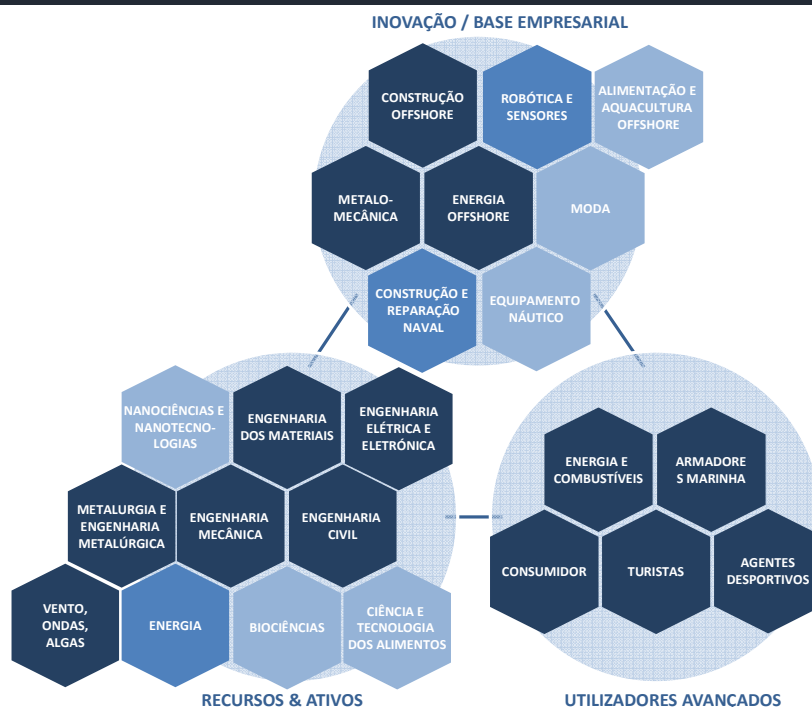 INOVAÇÃO / BASE EMPRESARIAL
CONSTRUÇÃO
OFFSHORE
ROBÓTICA E
SENSORES
ALIMENTAÇÃO E
AQUACULTURA
OFFSHORE
METALO-
MECÂNICA
ENERGIA
OFFSHORE
MODA
CONSTRUÇÃO E
REPARAÇÃO
NAVAL
EQUIPAMENTO
NÁUTICO
NANOCIÊNCIAS E
NANOTECNO-
LOGIAS
ENGENHARIA
DOS MATERIAIS
ENGENHARIA
ELÉTRICA E
ELETRÓNICA
METALURGIA E
ENGENHARIA
METALÚRGICA
ENGENHARIA
MECÂNICA
ENGENHARIA
CIVIL
VENTO,
ONDAS,
ALGAS
ENERGIA
BIOCIÊNCIAS
CIÊNCIA E
TECNOLOGIA
DOS ALIMENTOS
RECURSOS & ATIVOS
ENERGIA E
COMBUSTÍVEIS
ARMADORE
S MARINHA
CONSUMIDOR
TURISTAS
AGENTES
DESPORTIVOS
UTILIZADORES AVANÇADOS